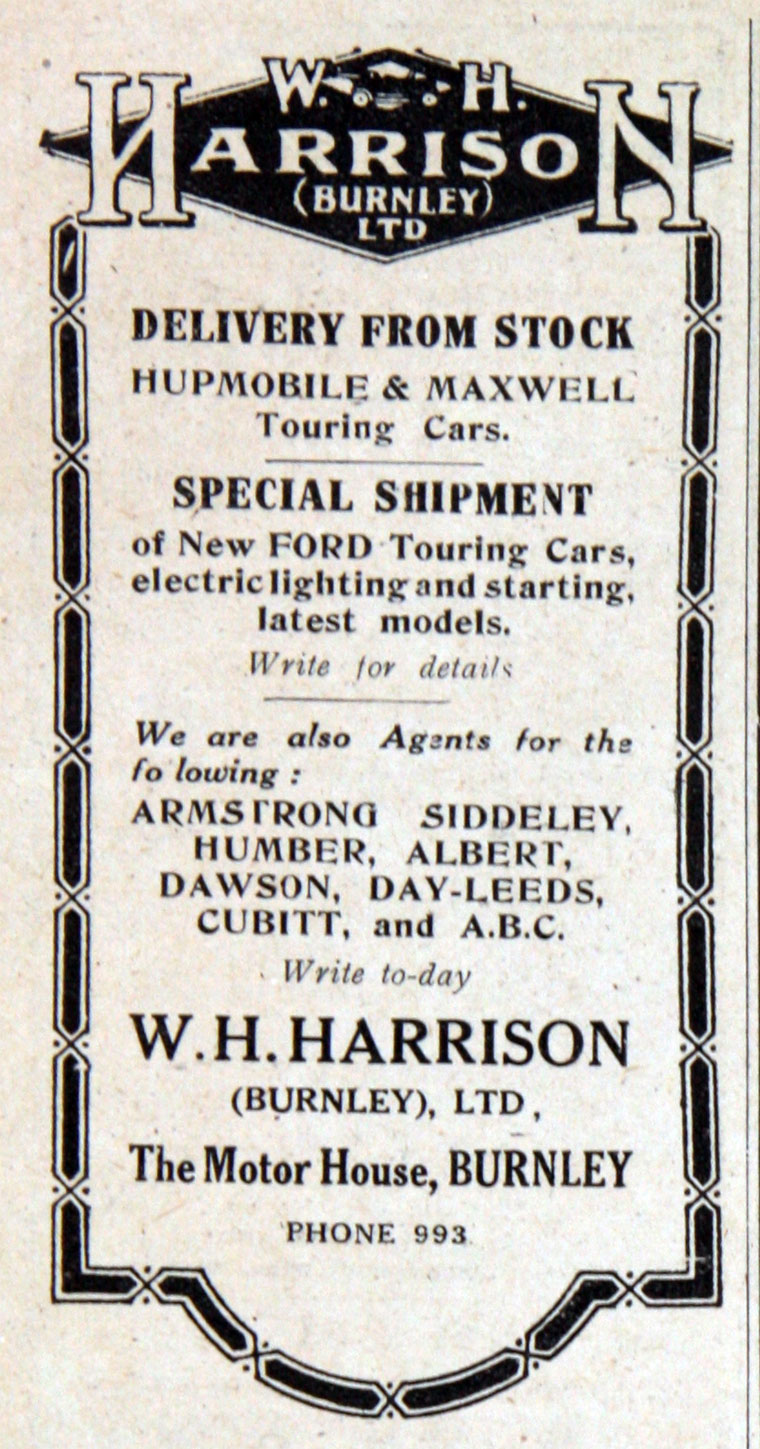 W. H.
HARRISON
(BURNLEY)
LTD
DELIVERY FROM STOCK
HUPMOBILE & MAXWELL
Touring Cars.
SPECIAL SHIPMENT
of New FORD Touring Cars,
electric lighting and starting,
latest models.
Write for details
We are also Agents for the
fo lowing :
ARMSTRONG SIDDELEY,
HUMBER, ALBERT,
DAWSON, DAY-LEEDS,
CUBITT, and A.B.C.
Write to-day
W. H. HARRISON
(BURNLEY), LTD,
The Motor House, BURNLEY
PHONE 993.